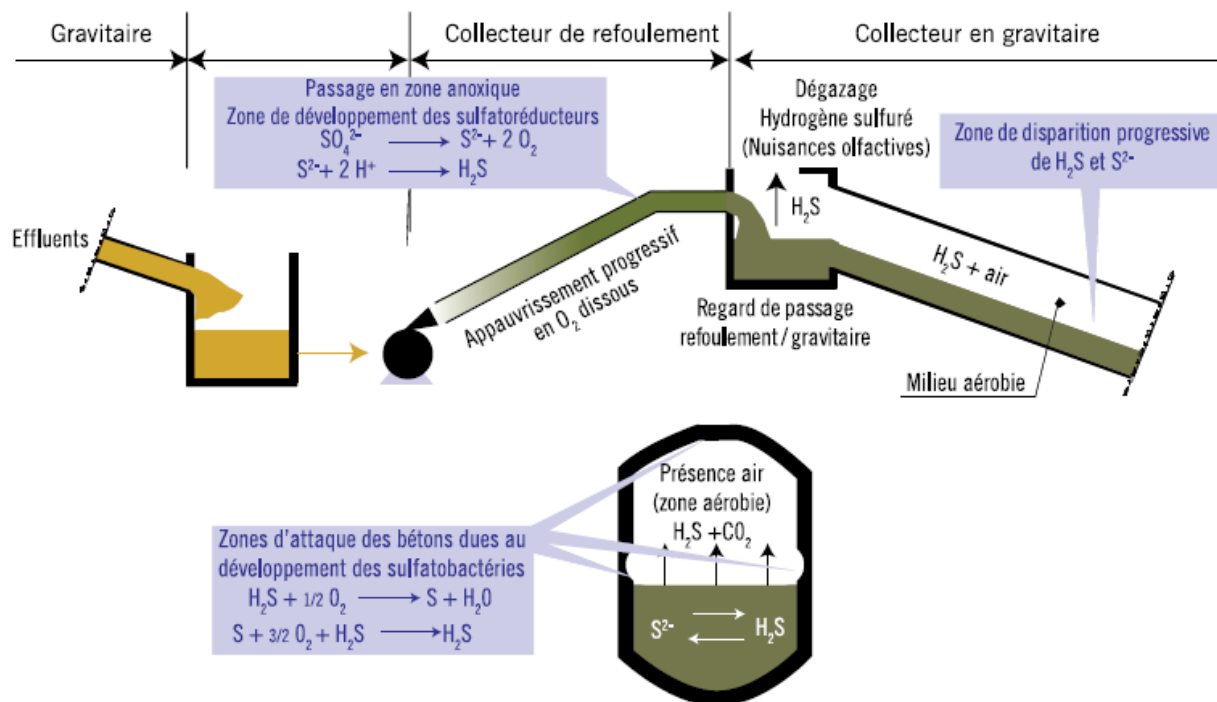 Gravitaire
Collecteur de refoulement
Collecteur en gravitaire
Passage en zone anoxique
Zone de développement des sulfatoréducteurs
SO₄²⁻ → S²⁻+ 2 O₂
S²⁻+ 2 H⁺ → H₂S
Dégazage
Hydrogène sulfuré
(Nuisances olfactives)
Zone de disparition progressive
de H₂S et S²⁻
Effluents
H₂S
Appauvrissement progressif
en O₂ dissous
H₂S + air
Regard de passage
refoulement / gravitaire
Milieu aérobie
Présence air
(zone aérobie)
H₂S +CO₂
Zones d'attaque des bétons dues au
développement des sulfatobactéries
H₂S + 1/2 O₂ → S + H₂O
S + 3/2 O₂ + H₂S → H₂S
S²⁻ H₂S